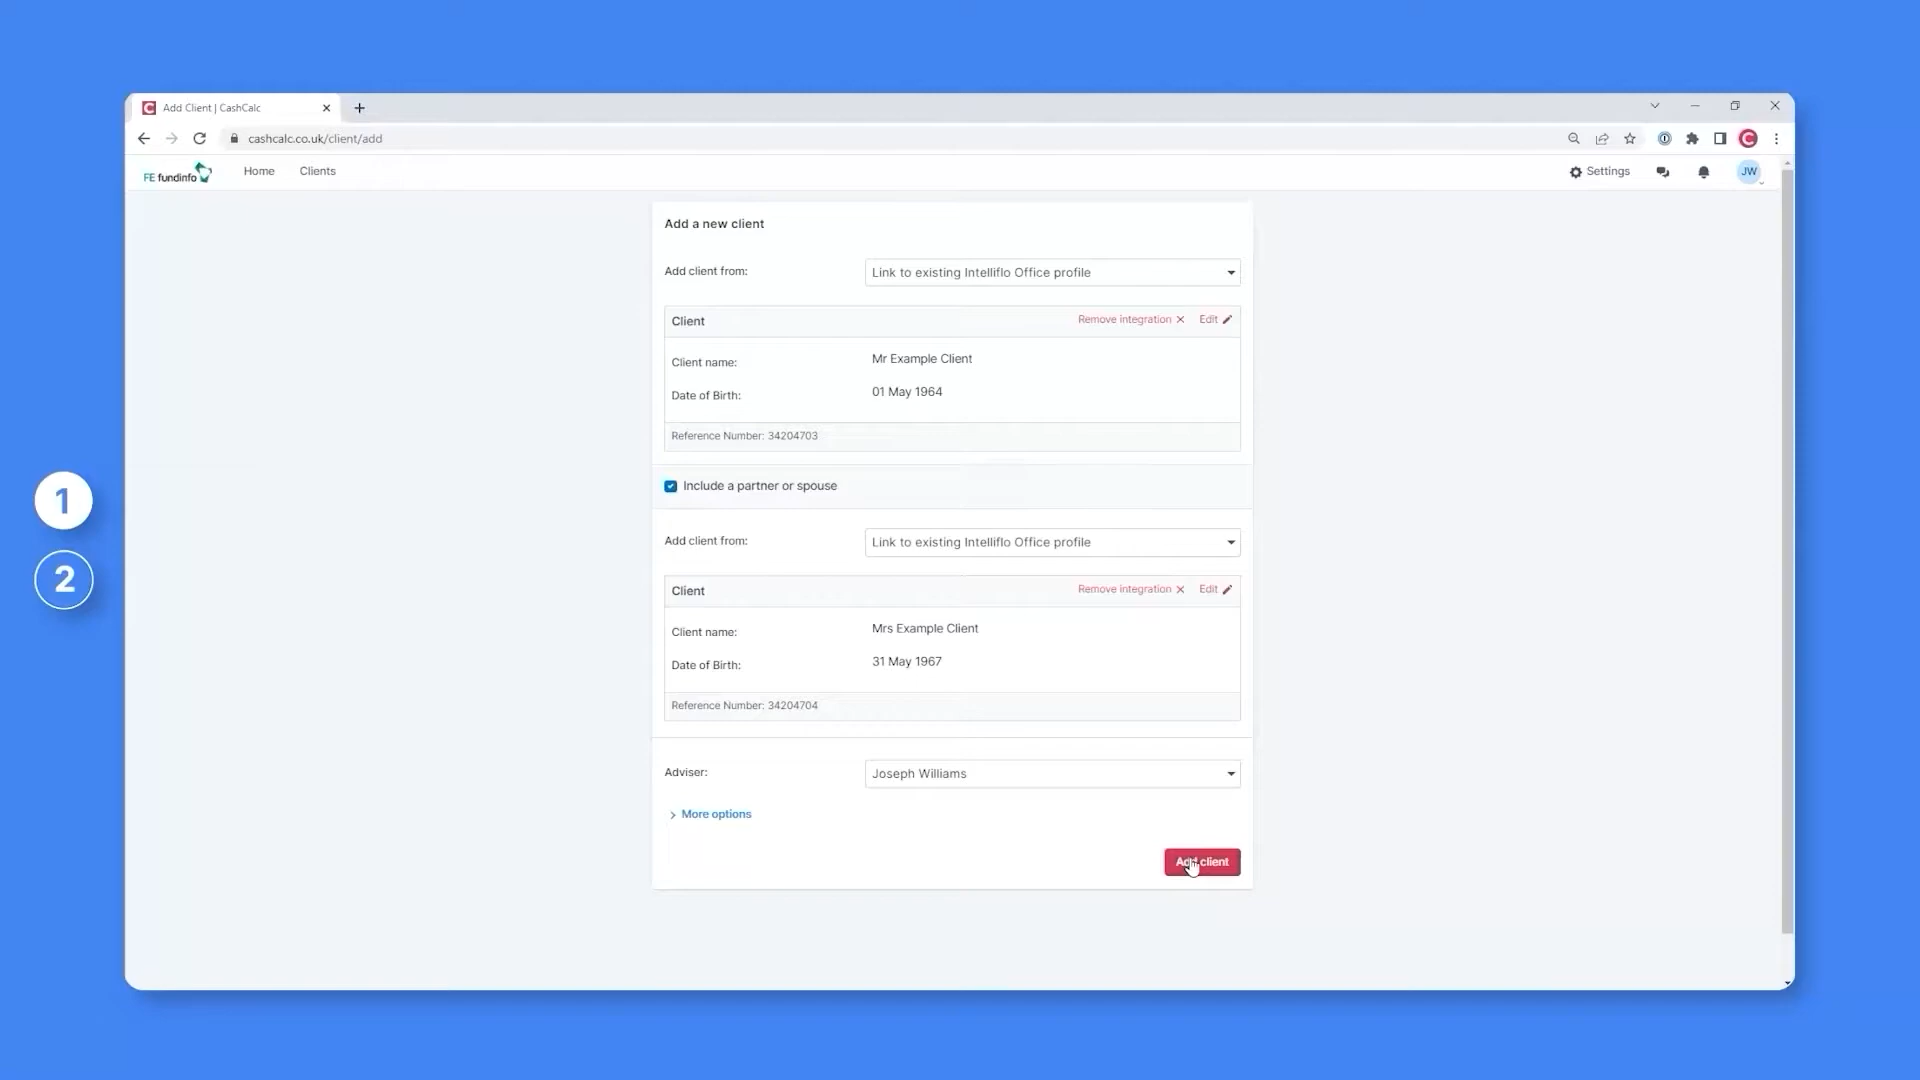 Add Client | CashCalc
cashcalc.co.uk/client/add
FE fundinfo
Home
Clients
Settings
JW
Add a new client
Add client from:
Link to existing Intelliflo Office profile
Client
Remove integration
Edit
Client name:
Mr Example Client
Date of Birth:
01 May 1964
Reference Number: 34204703
1
Include a partner or spouse
Add client from:
Link to existing Intelliflo Office profile
2
Client
Remove integration
Edit
Client name:
Mrs Example Client
Date of Birth:
31 May 1967
Reference Number: 34204704
Adviser:
Joseph Williams
More options
Add client